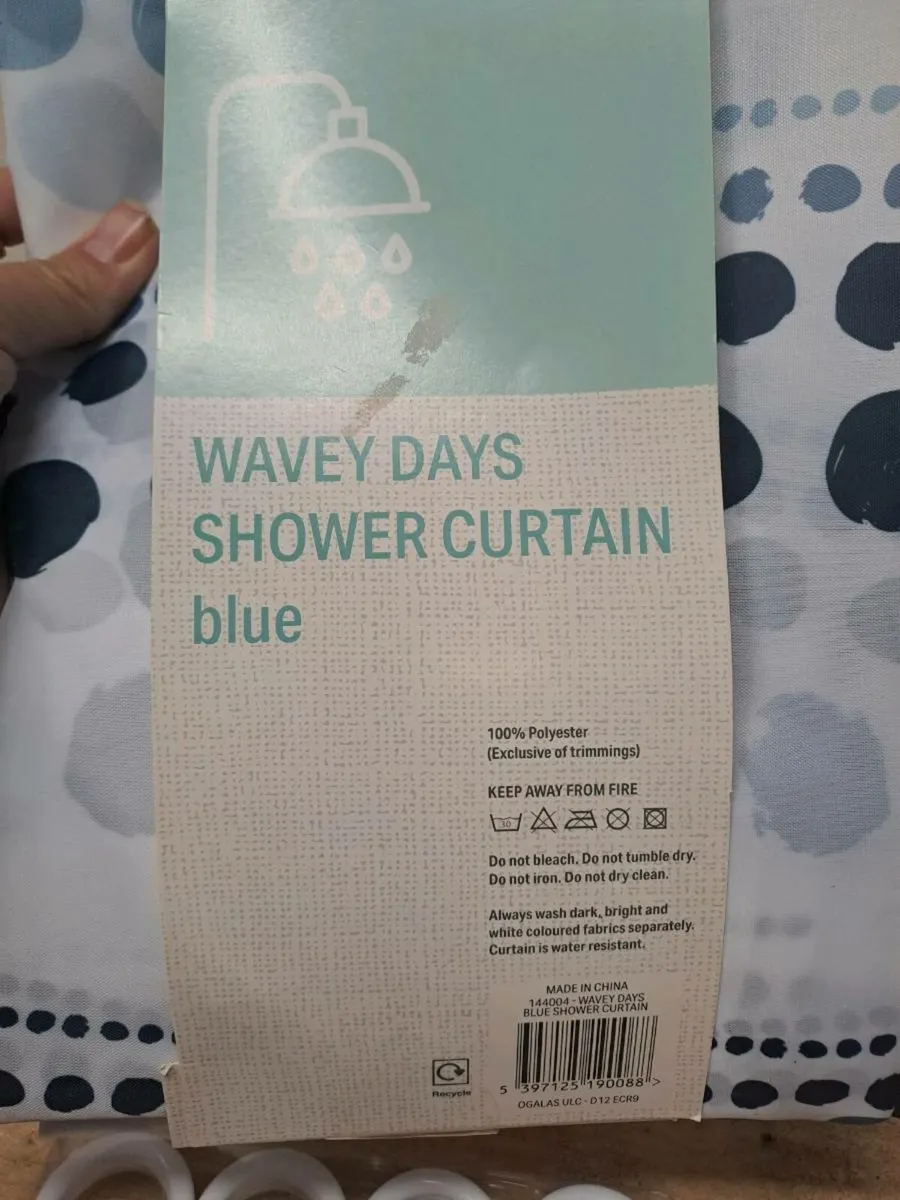 WAVEY DAYS
SHOWER CURTAIN
blue
100% Polyester
(Exclusive of trimmings)
KEEP AWAY FROM FIRE
30
Do not bleach. Do not tumble dry.
Do not iron. Do not dry clean.
Always wash dark, bright and
white coloured fabrics separately.
Curtain is water resistant.
MADE IN CHINA
144004 - WAVEY DAYS
BLUE SHOWER CURTAIN
5 397125 190088 >
OGALAS ULC - D12 ECR9
Recycle